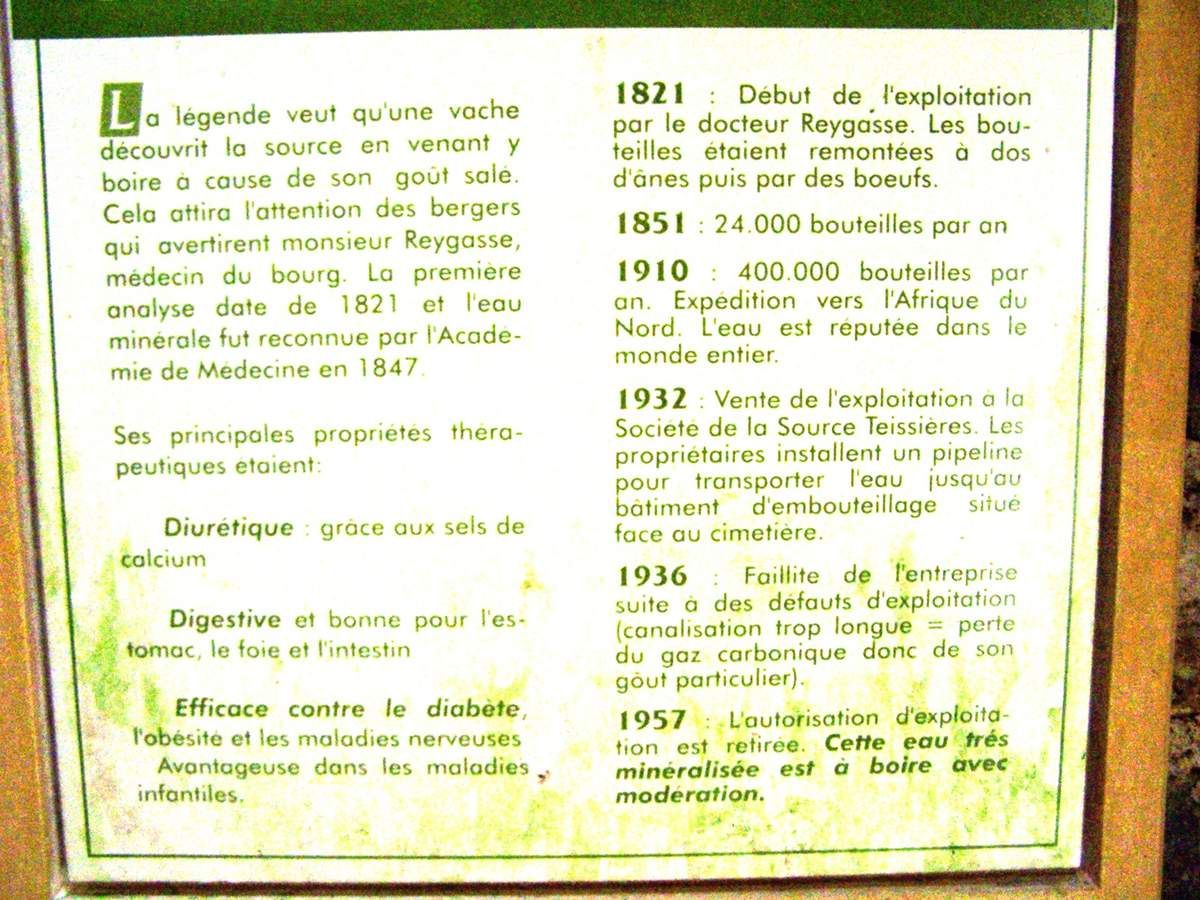 La légende veut qu'une vache
découvrit la source en venant y
boire à cause de son goût salé.
Cela attira l'attention des bergers
qui avertirent monsieur Reygasse,
médecin du bourg. La première
analyse date de 1821 et l'eau
minérale fut reconnue par l'Acadé-
mie de Médecine en 1847.
Ses principales propriétés théra-
peutiques étaient:
Diurétique : grâce aux sels de
calcium
Digestive et bonne pour l'es-
tomac, le foie et l'intestin
Efficace contre le diabète,
l'obésité et les maladies nerveuses
Avantageuse dans les maladies
infantiles.
1821 : Début de l'exploitation
par le docteur Reygasse. Les bou-
teilles étaient remontées à dos
d'ânes puis par des boeufs.
1851 : 24.000 bouteilles par an
1910 : 400.000 bouteilles par
an. Expédition vers l'Afrique du
Nord. L'eau est réputée dans le
monde entier.
1932 : Vente de l'exploitation à la
Société de la Source Teissières. Les
propriétaires installent un pipeline
pour transporter l'eau jusqu'au
bâtiment d'embouteillage situé
face au cimetière.
1936 : Faillite de l'entreprise
suite à des défauts d'exploitation
(canalisation trop longue = perte
du gaz carbonique donc de son
goût particulier).
1957 : L'autorisation d'exploita-
tion est retirée. Cette eau trés
minéralisée est à boire avec
modération.